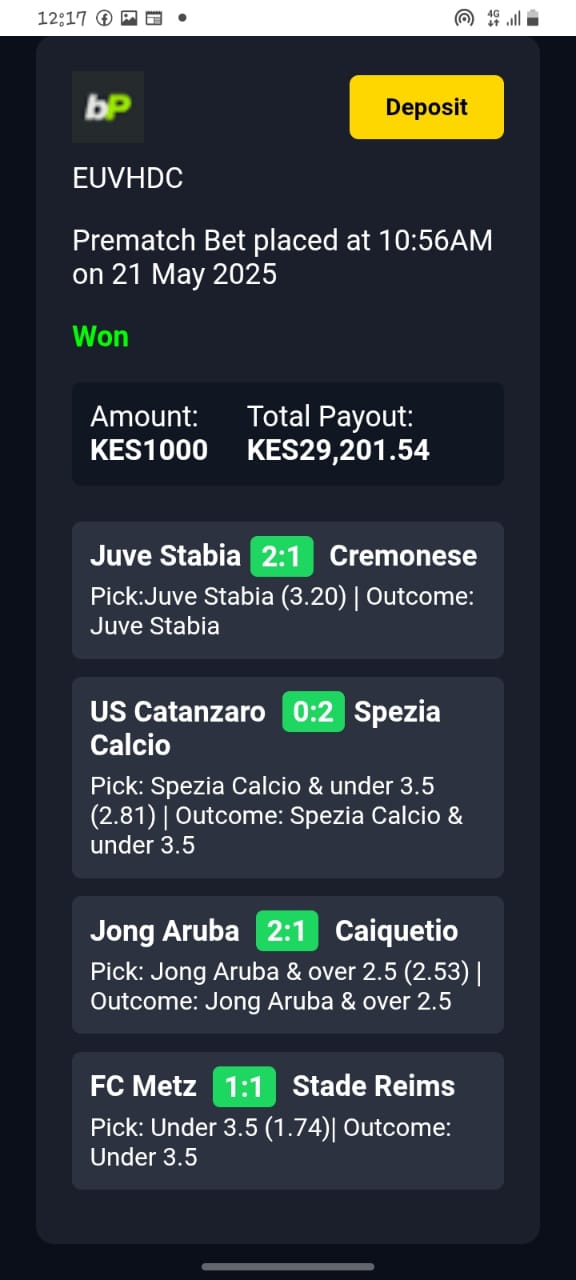 12:17
4G
bP
Deposit
EUVHDC
Prematch Bet placed at 10:56AM
on 21 May 2025
Won
Amount: Total Payout:
KES1000 KES29,201.54
Juve Stabia 2:1 Cremonese
Pick:Juve Stabia (3.20) | Outcome:
Juve Stabia
US Catanzaro 0:2 Spezia
Calcio
Pick: Spezia Calcio & under 3.5
(2.81) | Outcome: Spezia Calcio &
under 3.5
Jong Aruba 2:1 Caiquetio
Pick: Jong Aruba & over 2.5 (2.53) |
Outcome: Jong Aruba & over 2.5
FC Metz 1:1 Stade Reims
Pick: Under 3.5 (1.74)| Outcome:
Under 3.5